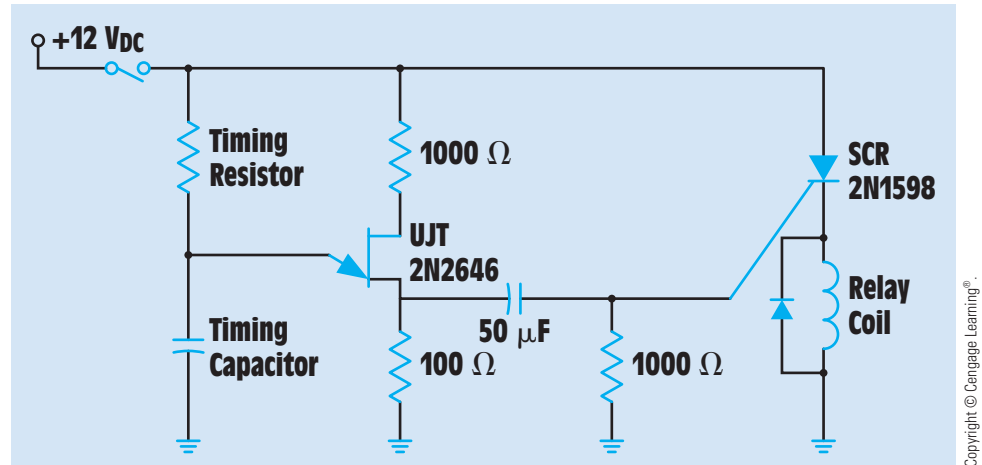 +12 VDC
Timing
Resistor
1000 Ω
SCR
2N1598
UJT
2N2646
50 μF
Timing
Capacitor
100 Ω
1000 Ω
Relay
Coil
Copyright © Cengage Learning®.